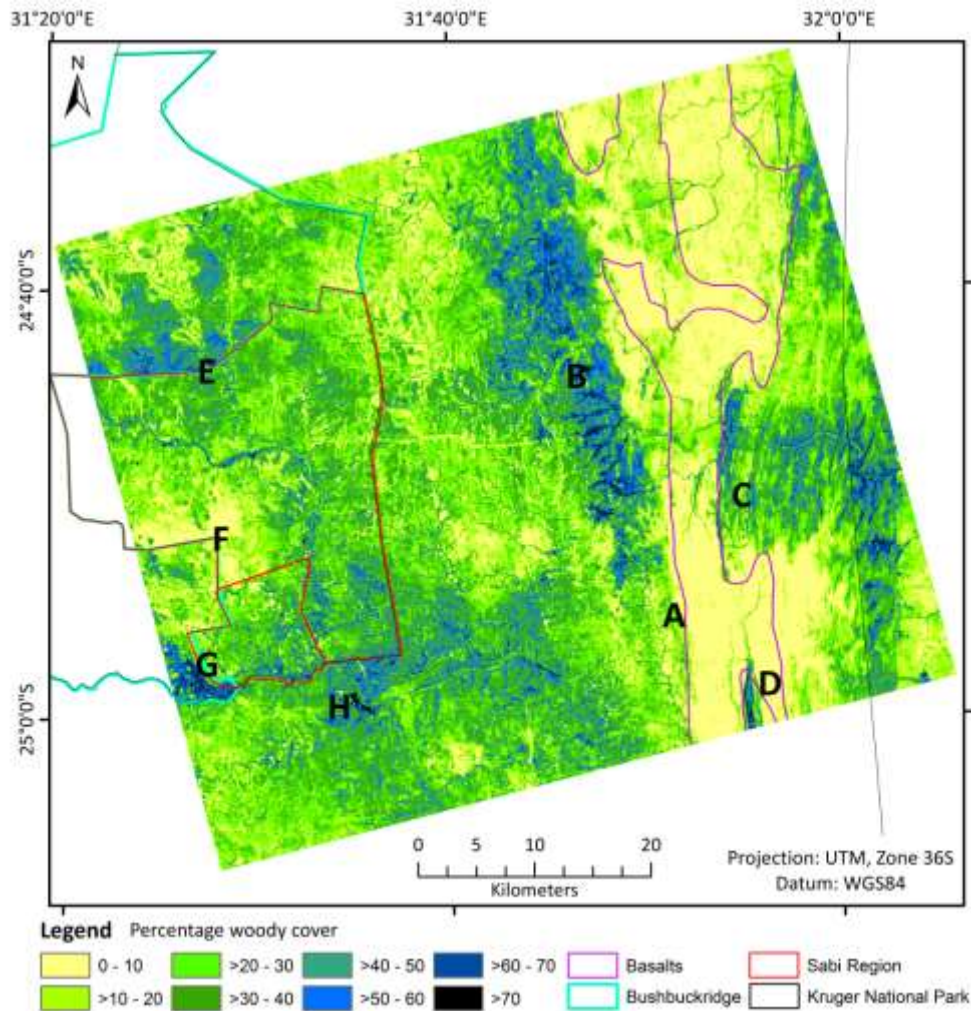 31°20'0"E 31°40'0"E 32°0'0"E
N
24°40'0"S
B
E
C
F
A
G
D
H
25°0'0"S
0 5 10 20
Kilometers
Projection: UTM, Zone 36S
Datum: WGS84
Legend Percentage woody cover
0 - 10 >20 - 30 >40 - 50 >60 - 70 Basalts Sabi Region
>10 - 20 >30 - 40 >50 - 60 >70 Bushbuckridge Kruger National Park